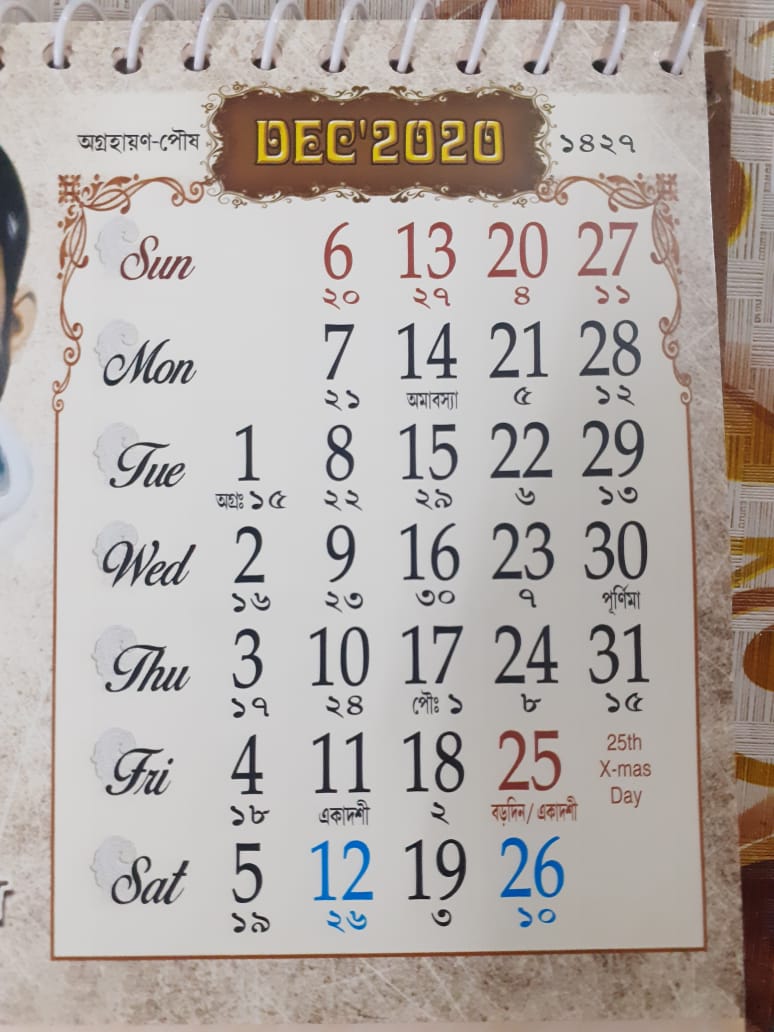 অগ্রহায়ণ-পৌষ DEC'2020 ১৪২৭
Sun 6 13 20 27
২০ ২৭ ৪ ১১
Mon 7 14 21 28
২১ অমাবস্যা ৫ ১২
Tue 1 8 15 22 29
অগ্রঃ ১৫ ২২ ২৯ ৬ ১৩
Wed 2 9 16 23 30
১৬ ২৩ ৩০ ৭ পূর্ণিমা
Thu 3 10 17 24 31
১৭ ২৪ পৌঃ ১ ৮ ১৫
Fri 4 11 18 25 25th X-mas Day
১৮ একাদশী ২ বড়দিন/একাদশী
Sat 5 12 19 26
১৯ ২৬ ৩ ১০